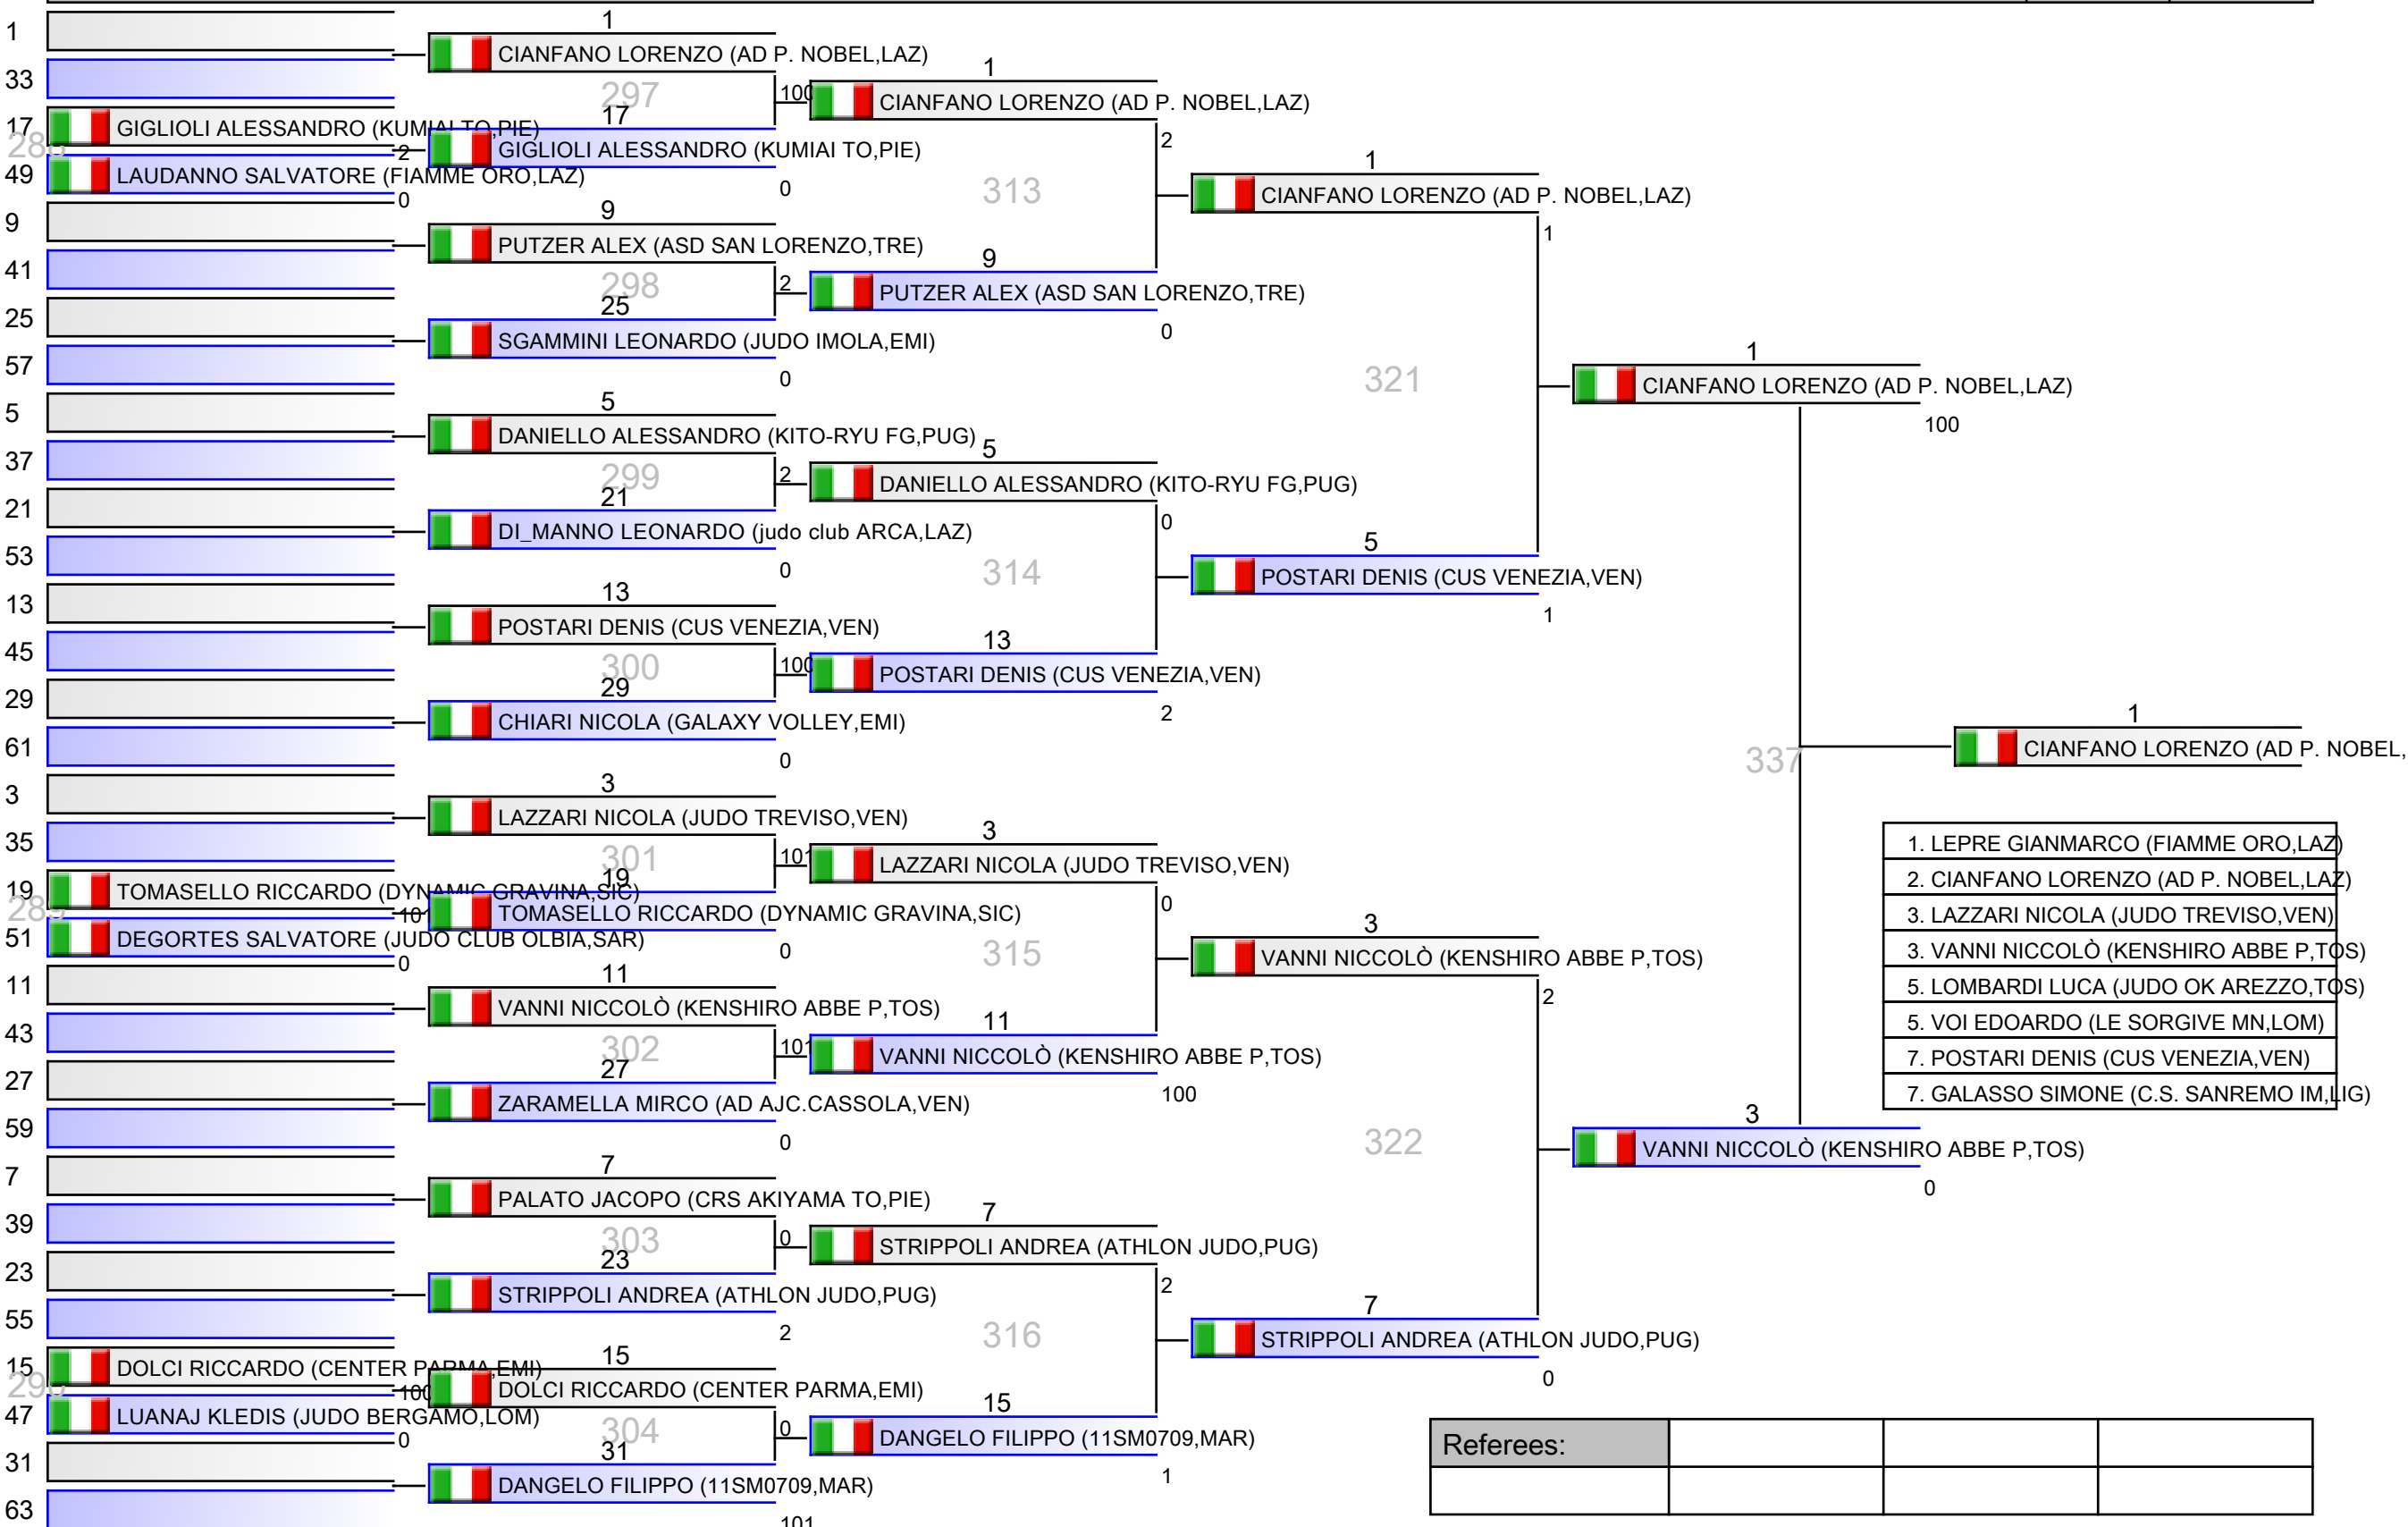 1
CIANFANO LORENZO (AD P. NOBEL,LAZ)
1
33
297
100
17
GIGLIOLI ALESSANDRO (KUMIAI TO,PIE)
17
GIGLIOLI ALESSANDRO (KUMIAI TO,PIE)
288
2
49
LAUDANNO SALVATORE (FIAMME ORO,LAZ)
0
0
1
CIANFANO LORENZO (AD P. NOBEL,LAZ)
2
313
9
9
PUTZER ALEX (ASD SAN LORENZO,TRE)
41
298
2
25
25
SGAMMINI LEONARDO (JUDO IMOLA,EMI)
57
0
9
PUTZER ALEX (ASD SAN LORENZO,TRE)
0
1
CIANFANO LORENZO (AD P. NOBEL,LAZ)
1
321
5
5
DANIELLO ALESSANDRO (KITO-RYU FG,PUG)
37
299
2
21
21
DI_MANNO LEONARDO (judo club ARCA,LAZ)
53
0
5
DANIELLO ALESSANDRO (KITO-RYU FG,PUG)
0
314
13
13
POSTARI DENIS (CUS VENEZIA,VEN)
45
300
100
29
29
CHIARI NICOLA (GALAXY VOLLEY,EMI)
61
0
13
POSTARI DENIS (CUS VENEZIA,VEN)
2
5
POSTARI DENIS (CUS VENEZIA,VEN)
1
1
CIANFANO LORENZO (AD P. NOBEL,LAZ)
100
337
1
CIANFANO LORENZO (AD P. NOBEL,
3
3
LAZZARI NICOLA (JUDO TREVISO,VEN)
35
301
101
19
TOMASELLO RICCARDO (DYNAMIC GRAVINA,SIC)
19
TOMASELLO RICCARDO (DYNAMIC GRAVINA,SIC)
289
101
51
DEGORTES SALVATORE (JUDO CLUB OLBIA,SAR)
0
0
3
LAZZARI NICOLA (JUDO TREVISO,VEN)
0
315
11
11
VANNI NICCOLÒ (KENSHIRO ABBE P,TOS)
43
302
101
27
27
ZARAMELLA MIRCO (AD AJC.CASSOLA,VEN)
59
0
11
VANNI NICCOLÒ (KENSHIRO ABBE P,TOS)
100
3
VANNI NICCOLÒ (KENSHIRO ABBE P,TOS)
2
322
7
7
PALATO JACOPO (CRS AKIYAMA TO,PIE)
39
303
0
23
23
STRIPPOLI ANDREA (ATHLON JUDO,PUG)
55
2
7
STRIPPOLI ANDREA (ATHLON JUDO,PUG)
2
316
15
DOLCI RICCARDO (CENTER PARMA,EMI)
15
DOLCI RICCARDO (CENTER PARMA,EMI)
290
100
47
LUANAJ KLEDIS (JUDO BERGAMO,LOM)
0
304
0
31
31
DANGELO FILIPPO (11SM0709,MAR)
63
101
15
DANGELO FILIPPO (11SM0709,MAR)
1
7
STRIPPOLI ANDREA (ATHLON JUDO,PUG)
0
3
VANNI NICCOLÒ (KENSHIRO ABBE P,TOS)
0
1. LEPRE GIANMARCO (FIAMME ORO,LAZ)
2. CIANFANO LORENZO (AD P. NOBEL,LAZ)
3. LAZZARI NICOLA (JUDO TREVISO,VEN)
3. VANNI NICCOLÒ (KENSHIRO ABBE P,TOS)
5. LOMBARDI LUCA (JUDO OK AREZZO,TOS)
5. VOI EDOARDO (LE SORGIVE MN,LOM)
7. POSTARI DENIS (CUS VENEZIA,VEN)
7. GALASSO SIMONE (C.S. SANREMO IM,LIG)
Referees: